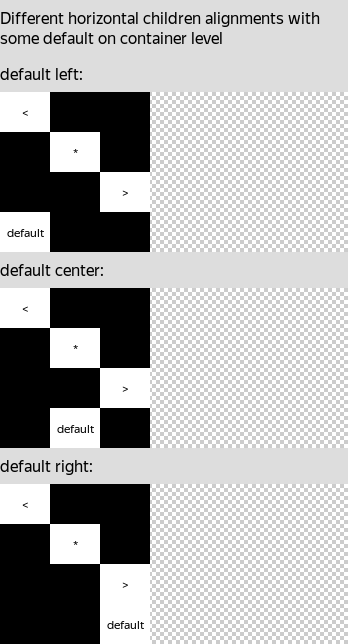 Different horizontal children alignments with
some default on container level
default left:
<
*
>
default
default center:
<
*
>
default
default right:
<
*
>
default